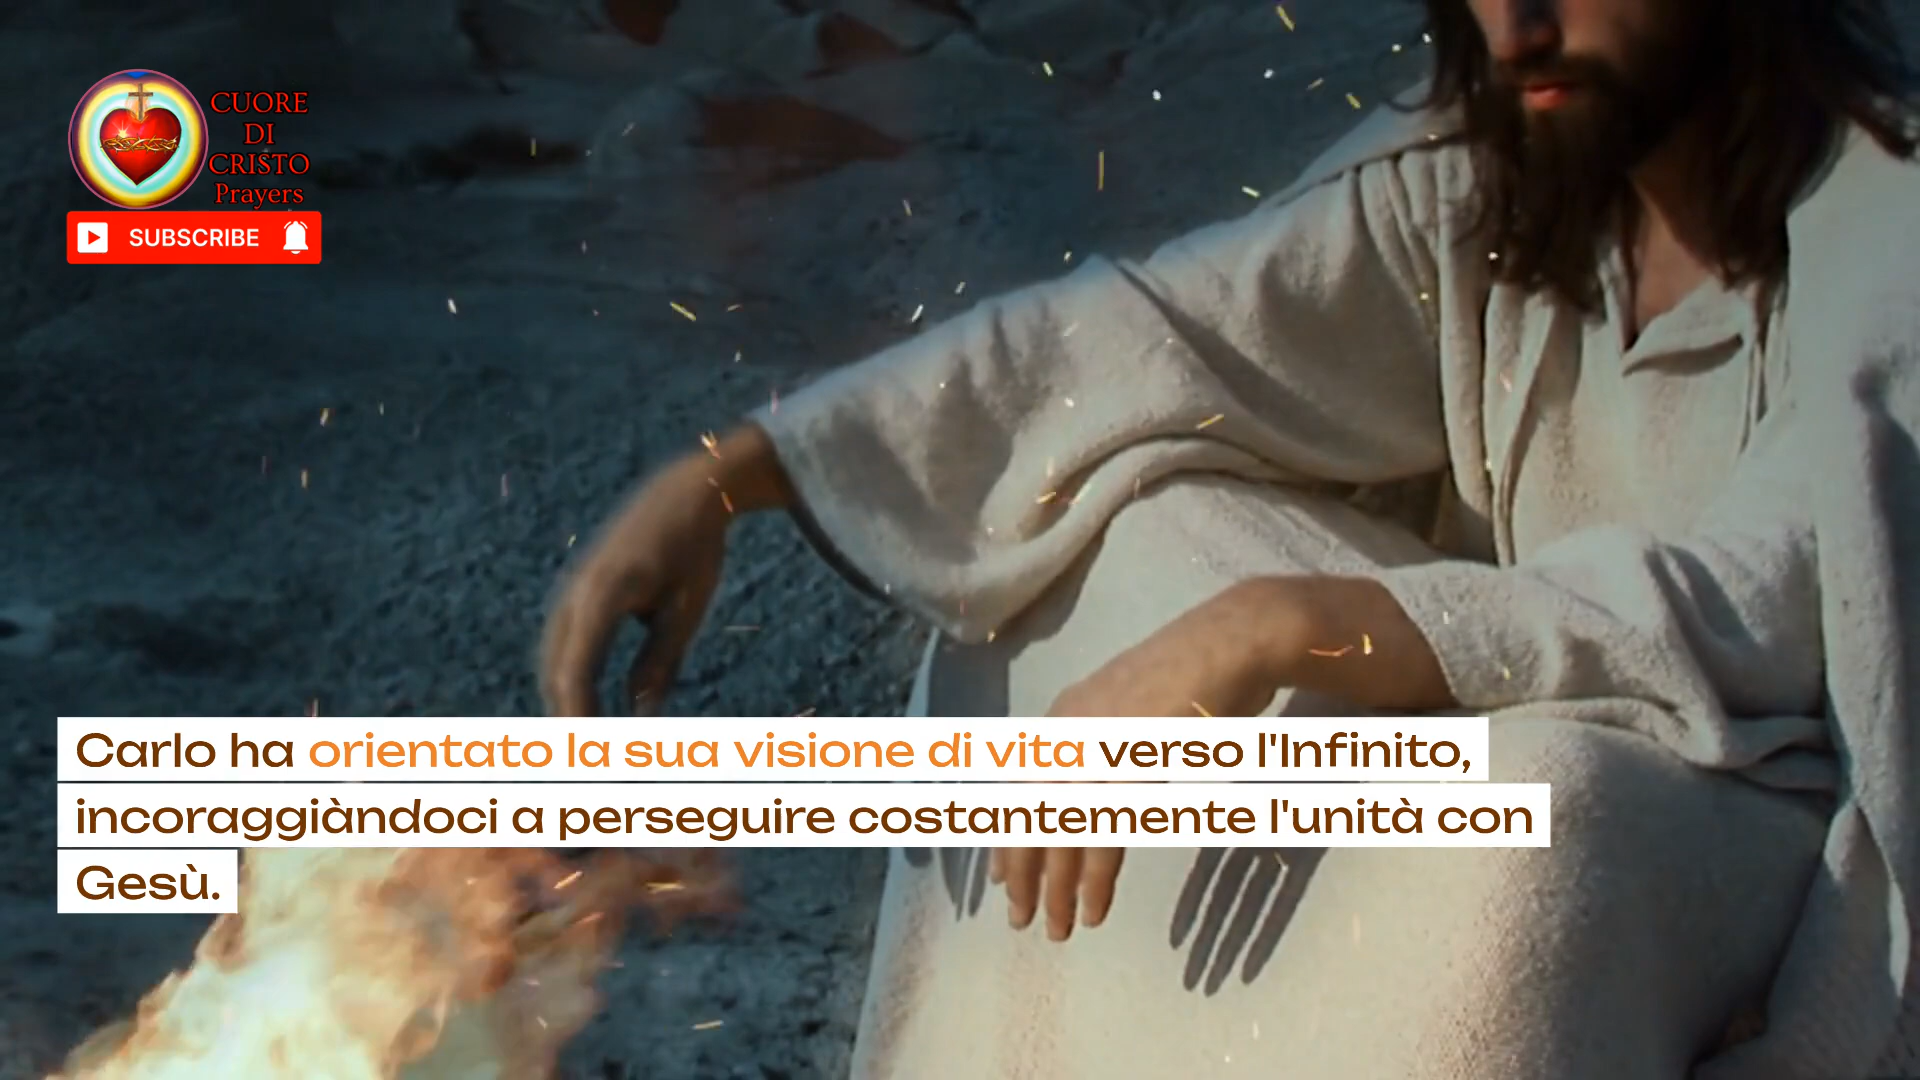 CUORE
DI
CRISTO
Prayers
SUBSCRIBE
Carlo ha orientato la sua visione di vita verso l'Infinito,
incoraggiàndoci a perseguire costantemente l'unità con
Gesù.